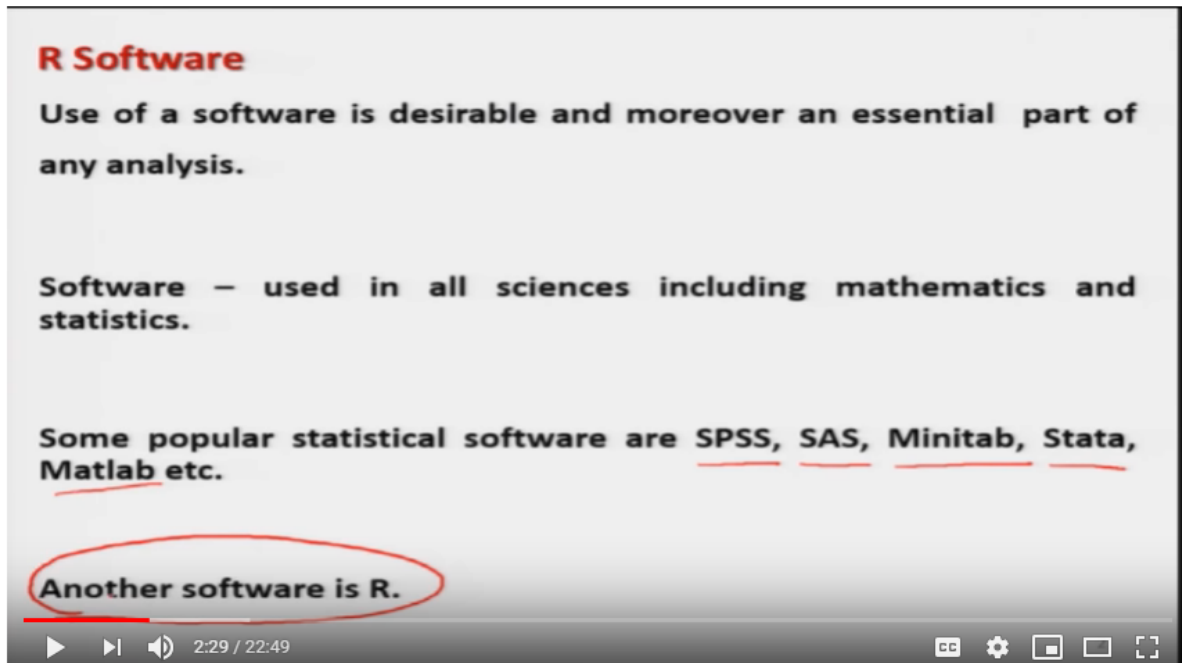 R Software
Use of a software is desirable and moreover an essential part of
any analysis.
Software – used in all sciences including mathematics and
statistics.
Some popular statistical software are SPSS, SAS, Minitab, Stata,
Matlab etc.
Another software is R.
2:29 / 22:49
CC